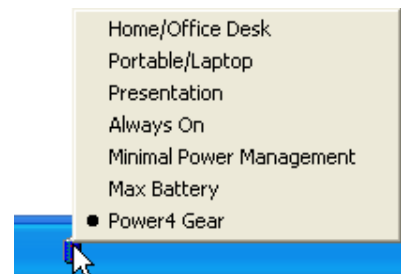 Home/Office Desk
Portable/Laptop
Presentation
Always On
Minimal Power Management
Max Battery
Power4 Gear